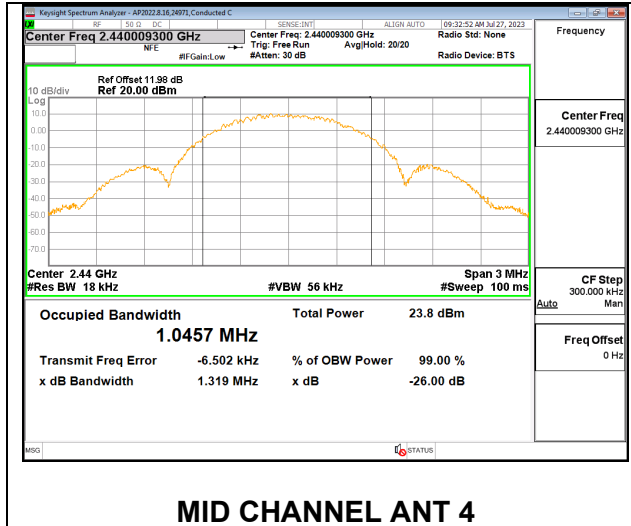 Keysight Spectrum Analyzer - AP2022.8.16,24971,Conducted C
RF 50 Ω DC SENSE:INT ALIGN AUTO 09:32:52 AM Jul 27, 2023
Center Freq 2.440009300 GHz Center Freq: 2.440009300 GHz Radio Std: None
NFE Trig: Free Run Avg|Hold: 20/20
#IFGain:Low #Atten: 30 dB Radio Device: BTS
Frequency
Ref Offset 11.98 dB
10 dB/div Ref 20.00 dBm
Log
10.0
0.00
-10.0
-20.0
-30.0
-40.0
-50.0
-60.0
-70.0
Center 2.44 GHz Span 3 MHz
#Res BW 18 kHz #VBW 56 kHz #Sweep 100 ms
Occupied Bandwidth Total Power 23.8 dBm
1.0457 MHz
Transmit Freq Error -6.502 kHz % of OBW Power 99.00 %
x dB Bandwidth 1.319 MHz x dB -26.00 dB
Center Freq
2.440009300 GHz
CF Step
300.000 kHz
Auto Man
Freq Offset
0 Hz
MSG STATUS
MID CHANNEL ANT 4